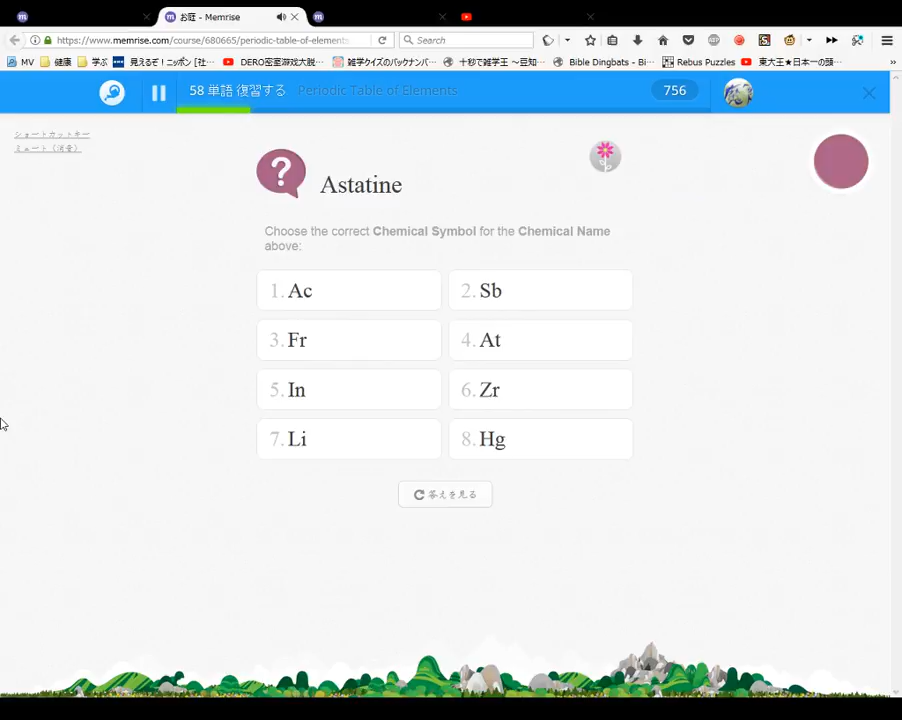 お庭 - Memrise
https://www.memrise.com/course/680665/periodic-table-of-elements
Search
MV 健康 学ぶ 見えるぞ！ニッポン [社… DERO密室游戏大脱… 雑学クイズのバックナンバ… 十秒で雑学王 ～豆知… Bible Dingbats - Bi… Rebus Puzzles 東大王★日本一の頭…
58 単語 復習する Periodic Table of Elements 756
ショートカットキー
ミュート（消音）
? Astatine
Choose the correct Chemical Symbol for the Chemical Name
above:
1. Ac 2. Sb
3. Fr 4. At
5. In 6. Zr
7. Li 8. Hg
答えを見る